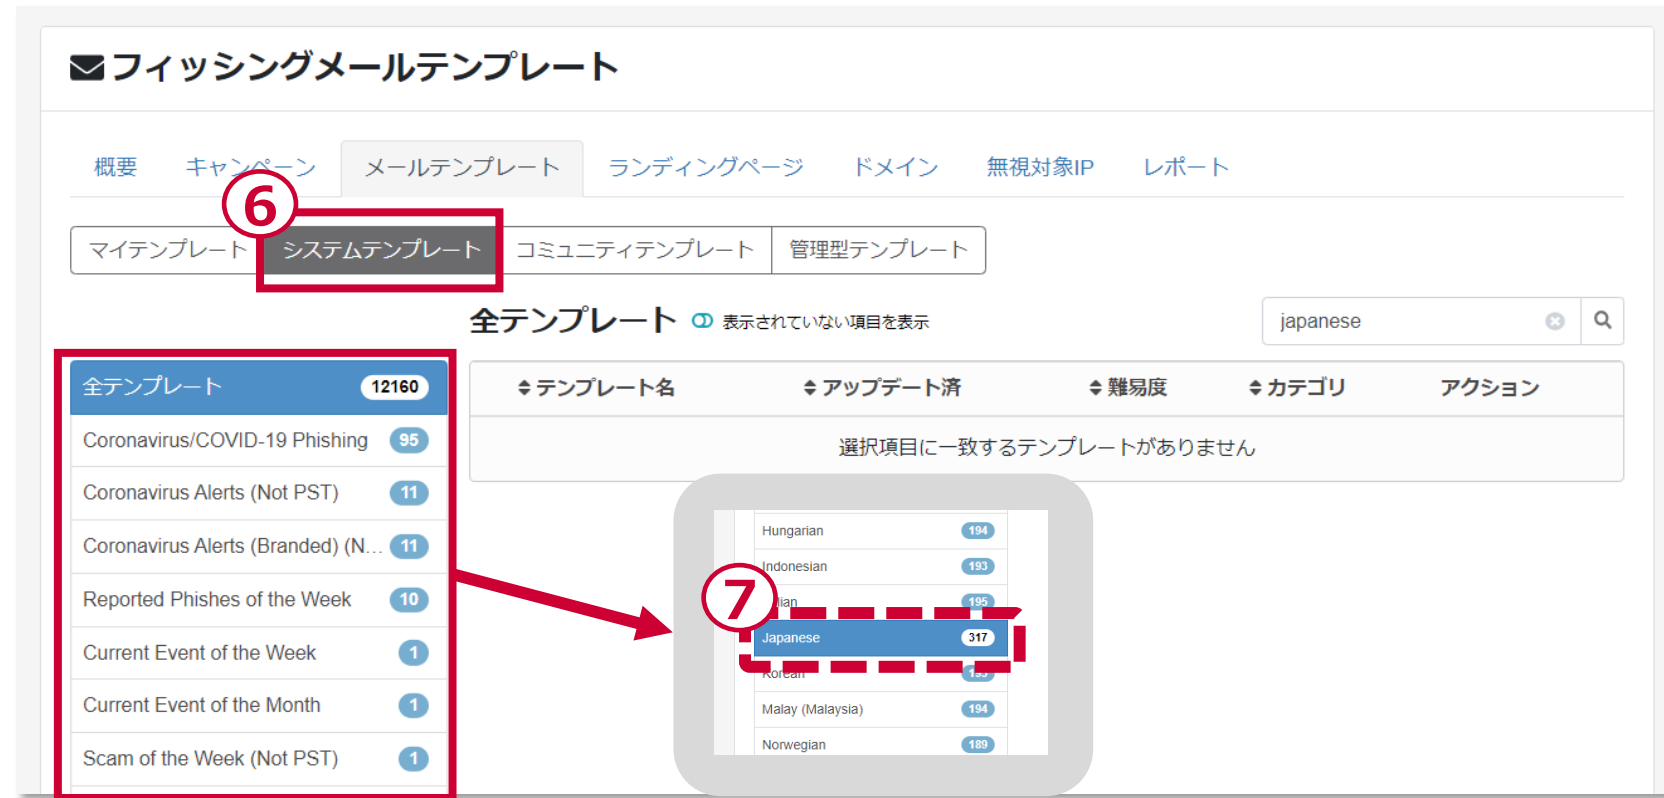 フィッシングメールテンプレート
概要 キャンペーン メールテンプレート ランディングページ ドメイン 無視対象IP レポート
⑥
マイテンプレート システムテンプレート コミュニティテンプレート 管理型テンプレート
全テンプレート 表示されていない項目を表示 japanese
全テンプレート 12160
テンプレート名 アップデート済 難易度 カテゴリ アクション
選択項目に一致するテンプレートがありません
Coronavirus/COVID-19 Phishing 95
Coronavirus Alerts (Not PST) 11
Coronavirus Alerts (Branded) (N... 11
Reported Phishes of the Week 10
Current Event of the Week 1
Current Event of the Month 1
Scam of the Week (Not PST) 1
Hungarian 194
Indonesian 193
⑦
195
Japanese 317
Korean 195
Malay (Malaysia) 194
Norwegian 189